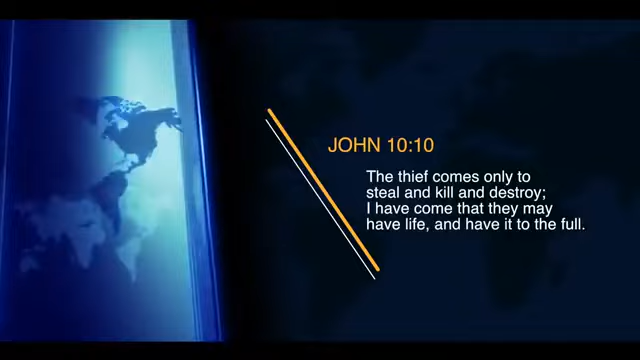 JOHN 10:10
The thief comes only to
steal and kill and destroy;
I have come that they may
have life, and have it to the full.